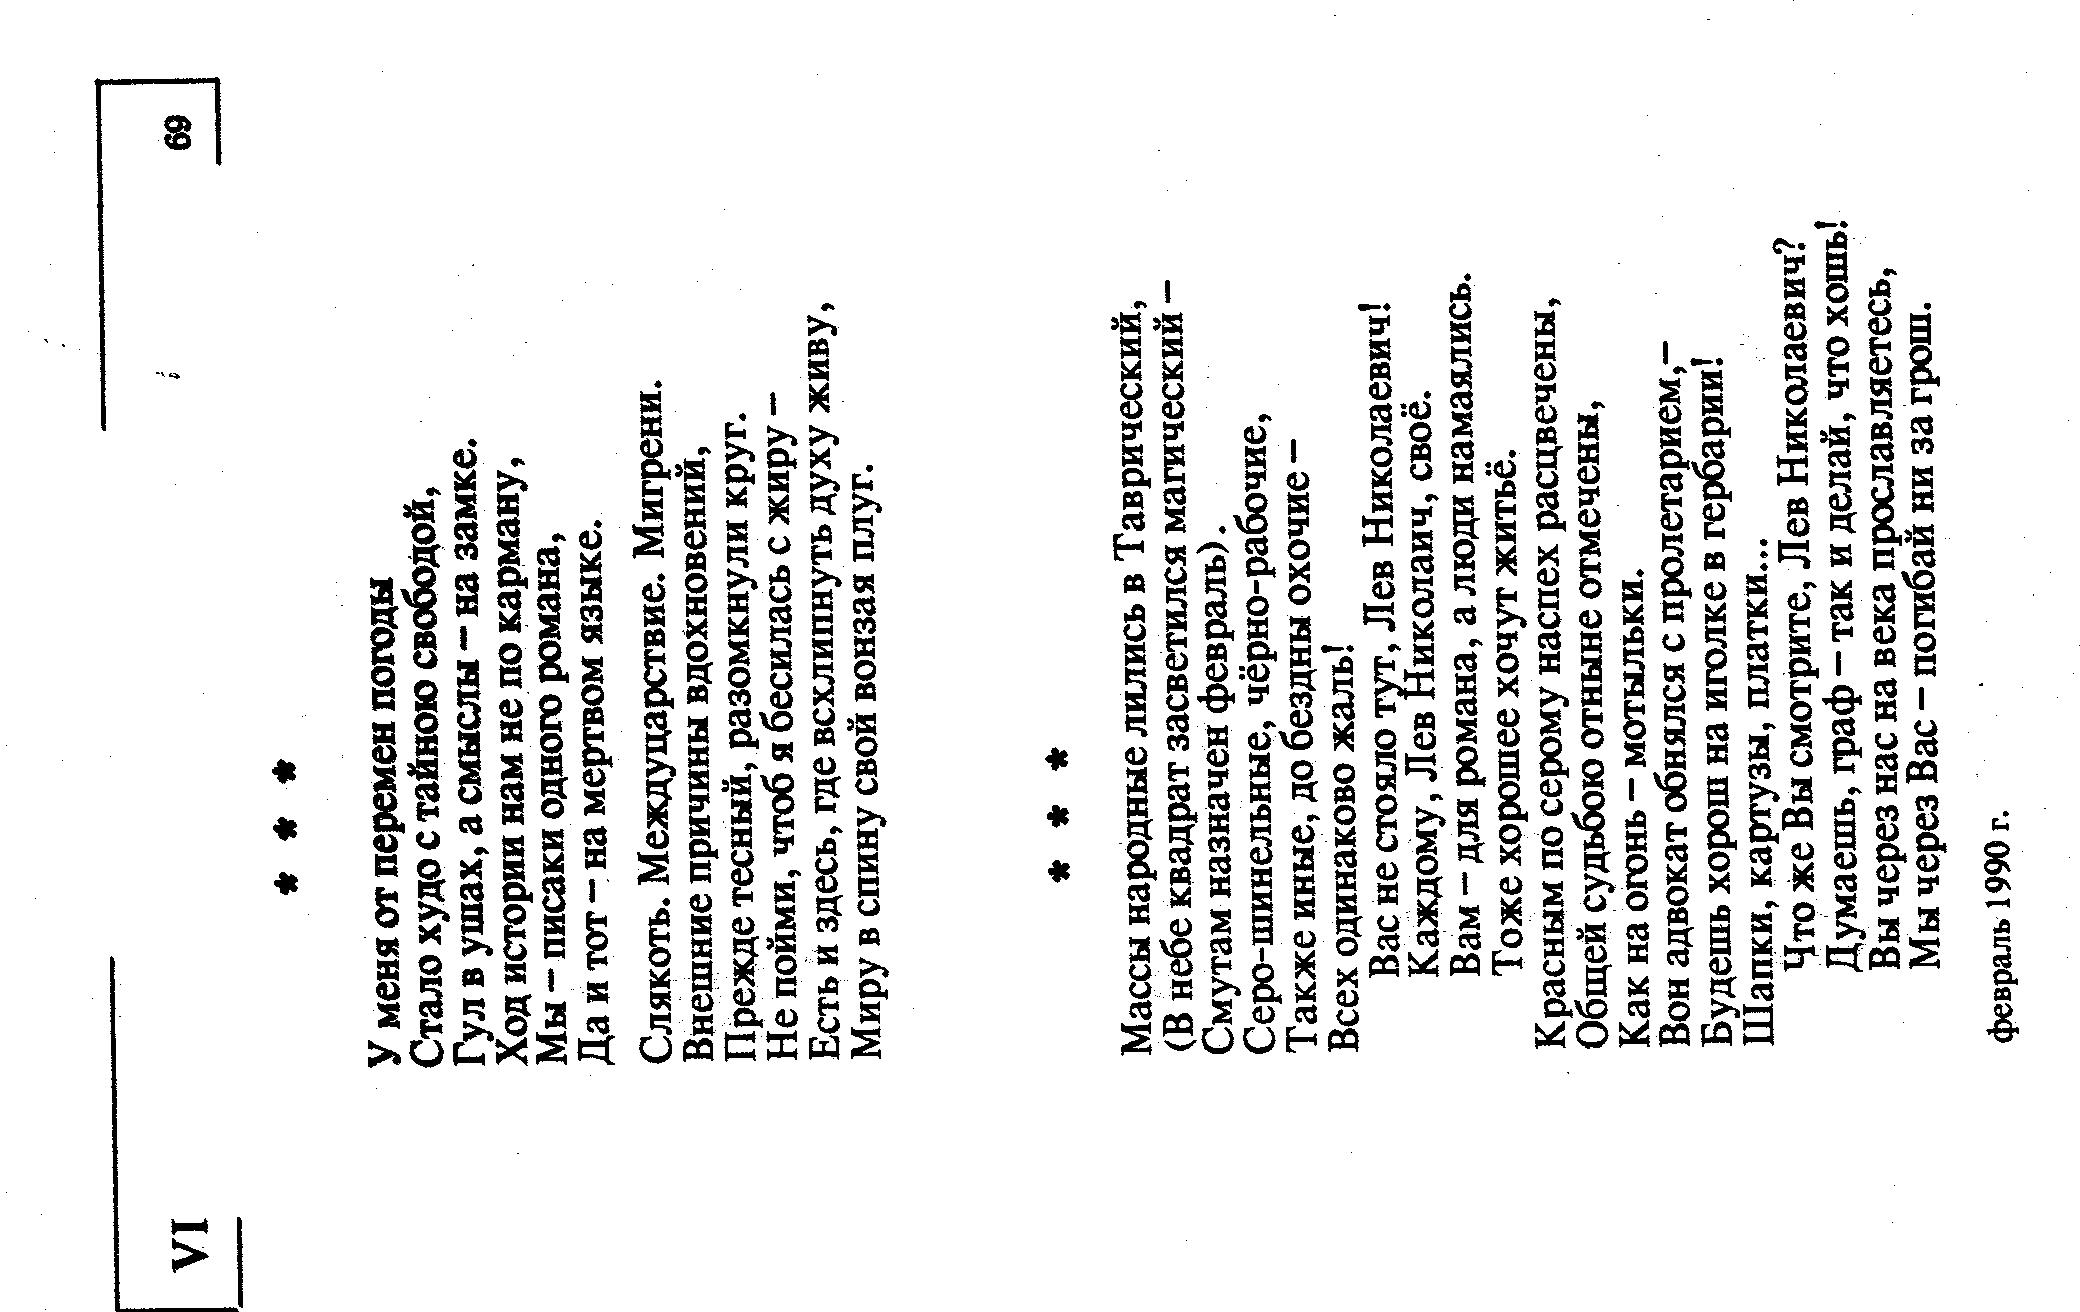 VI
69
* * *
У меня от перемен погоды
Стало худо с тайною свободой,
Гул в ушах, а смыслы – на замке.
Ход истории нам не по карману,
Мы – писаки одного романа,
Да и тот – на мертвом языке.
Слякоть. Междуцарствие. Мигрени.
Внешние причины вдохновений,
Прежде тесный, разомкнули круг.
Не пойми, чтоб я бесилась с жиру –
Есть и здесь, где всхлипнуть духу живу,
Миру в спину свой вонзая плуг.
* * *
Массы народные лились в Таврический,
(В небе квадрат засветился магический –
Смутам назначен февраль).
Серо-шинельные, чёрно-рабочие,
Также иные, до бездны охочие –
Всех одинаково жаль!
Вас не стояло тут, Лев Николаевич!
Каждому, Лев Николаич, своё.
Вам – для романа, а люди намаялись.
Тоже хорошее хочут житьё.
Красным по серому наспех расцвечены,
Общей судьбою отныне отмечены,
Как на огонь – мотыльки.
Вон адвокат обнялся с пролетарием,–
Будешь хорош на иголке в гербарии!
Шапки, картузы, платки...
Что же Вы смотрите, Лев Николаевич?
Думаешь, граф – так и делай, что хошь!
Вы через нас на века прославляетесь,
Мы через Вас – погибай ни за грош.
февраль 1990 г.